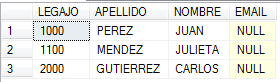 LEGAJO APELLIDO NOMBRE EMAIL
1 1000 PEREZ JUAN NULL
2 1100 MENDEZ JULIETA NULL
3 2000 GUTIERREZ CARLOS NULL